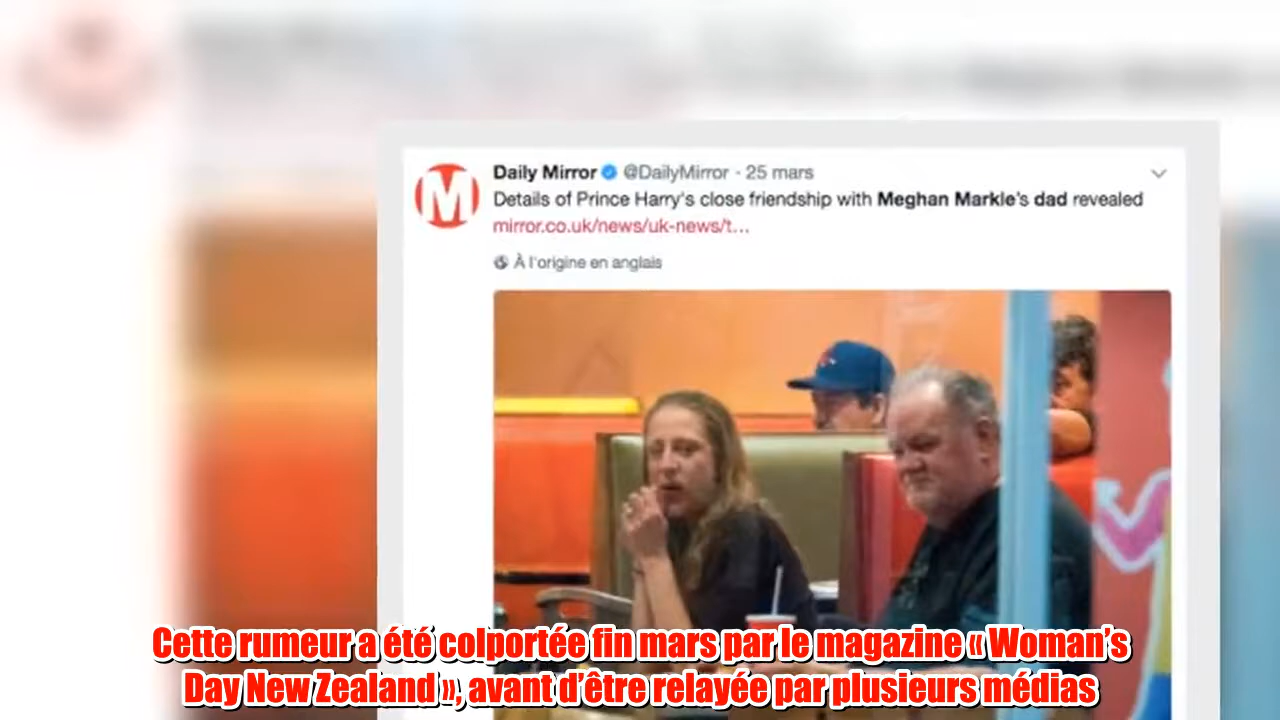 M
Daily Mirror @DailyMirror · 25 mars
Details of Prince Harry's close friendship with Meghan Markle's dad revealed
mirror.co.uk/news/uk-news/t...
À l'origine en anglais
Cette rumeur a été colportée fin mars par le magazine « Woman's
Day New Zealand », avant d'être relayée par plusieurs médias